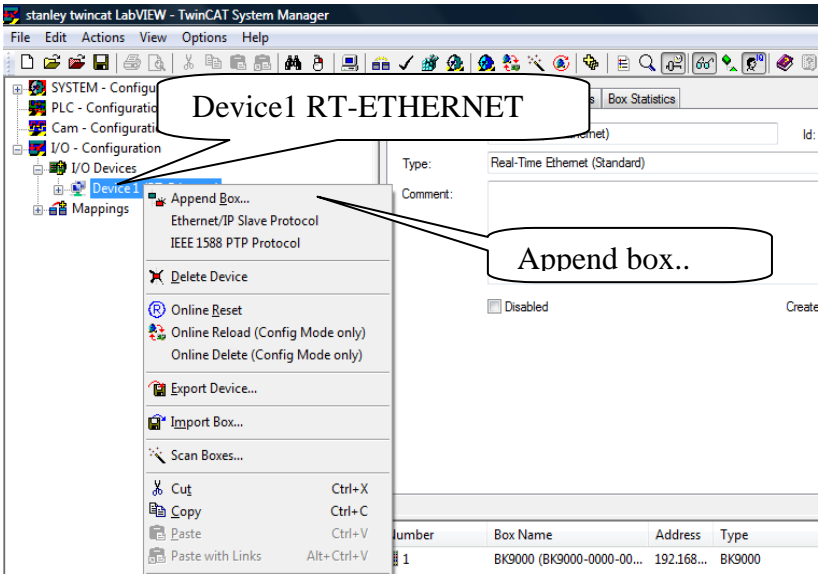 stanley twincat LabVIEW - TwinCAT System Manager
File Edit Actions View Options Help
SYSTEM - Configu
PLC - Configuratio
Cam - Configurati
I/O - Configuration
I/O Devices
Device 1
Mappings
Device1 RT-ETHERNET
Box Statistics
Id:
Type: Real-Time Ethernet (Standard)
Comment:
Append box..
Disabled
Create
Append Box...
Ethernet/IP Slave Protocol
IEEE 1588 PTP Protocol
Delete Device
Online Reset
Online Reload (Config Mode only)
Online Delete (Config Mode only)
Export Device...
Import Box...
Scan Boxes...
Cut Ctrl+X
Copy Ctrl+C
Paste Ctrl+V
Paste with Links Alt+Ctrl+V
Number Box Name Address Type
1 BK9000 (BK9000-0000-00... 192.168... BK9000